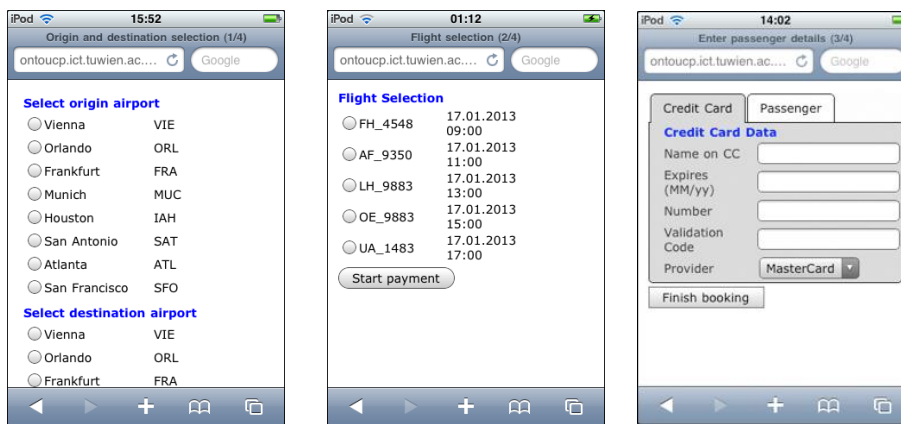 iPod 15:52
Origin and destination selection (1/4)
ontoucp.ict.tuwien.ac.... Google
Select origin airport
Vienna VIE
Orlando ORL
Frankfurt FRA
Munich MUC
Houston IAH
San Antonio SAT
Atlanta ATL
San Francisco SFO
Select destination airport
Vienna VIE
Orlando ORL
Frankfurt FRA
iPod 01:12
Flight selection (2/4)
ontoucp.ict.tuwien.ac.... Google
Flight Selection
FH_4548 17.01.2013
09:00
AF_9350 17.01.2013
11:00
LH_9883 17.01.2013
13:00
OE_9883 17.01.2013
15:00
UA_1483 17.01.2013
17:00
Start payment
iPod 14:02
Enter passenger details (3/4)
ontoucp.ict.tuwien.ac.... Google
Credit Card Passenger
Credit Card Data
Name on CC
Expires
(MM/yy)
Number
Validation
Code
Provider MasterCard
Finish booking